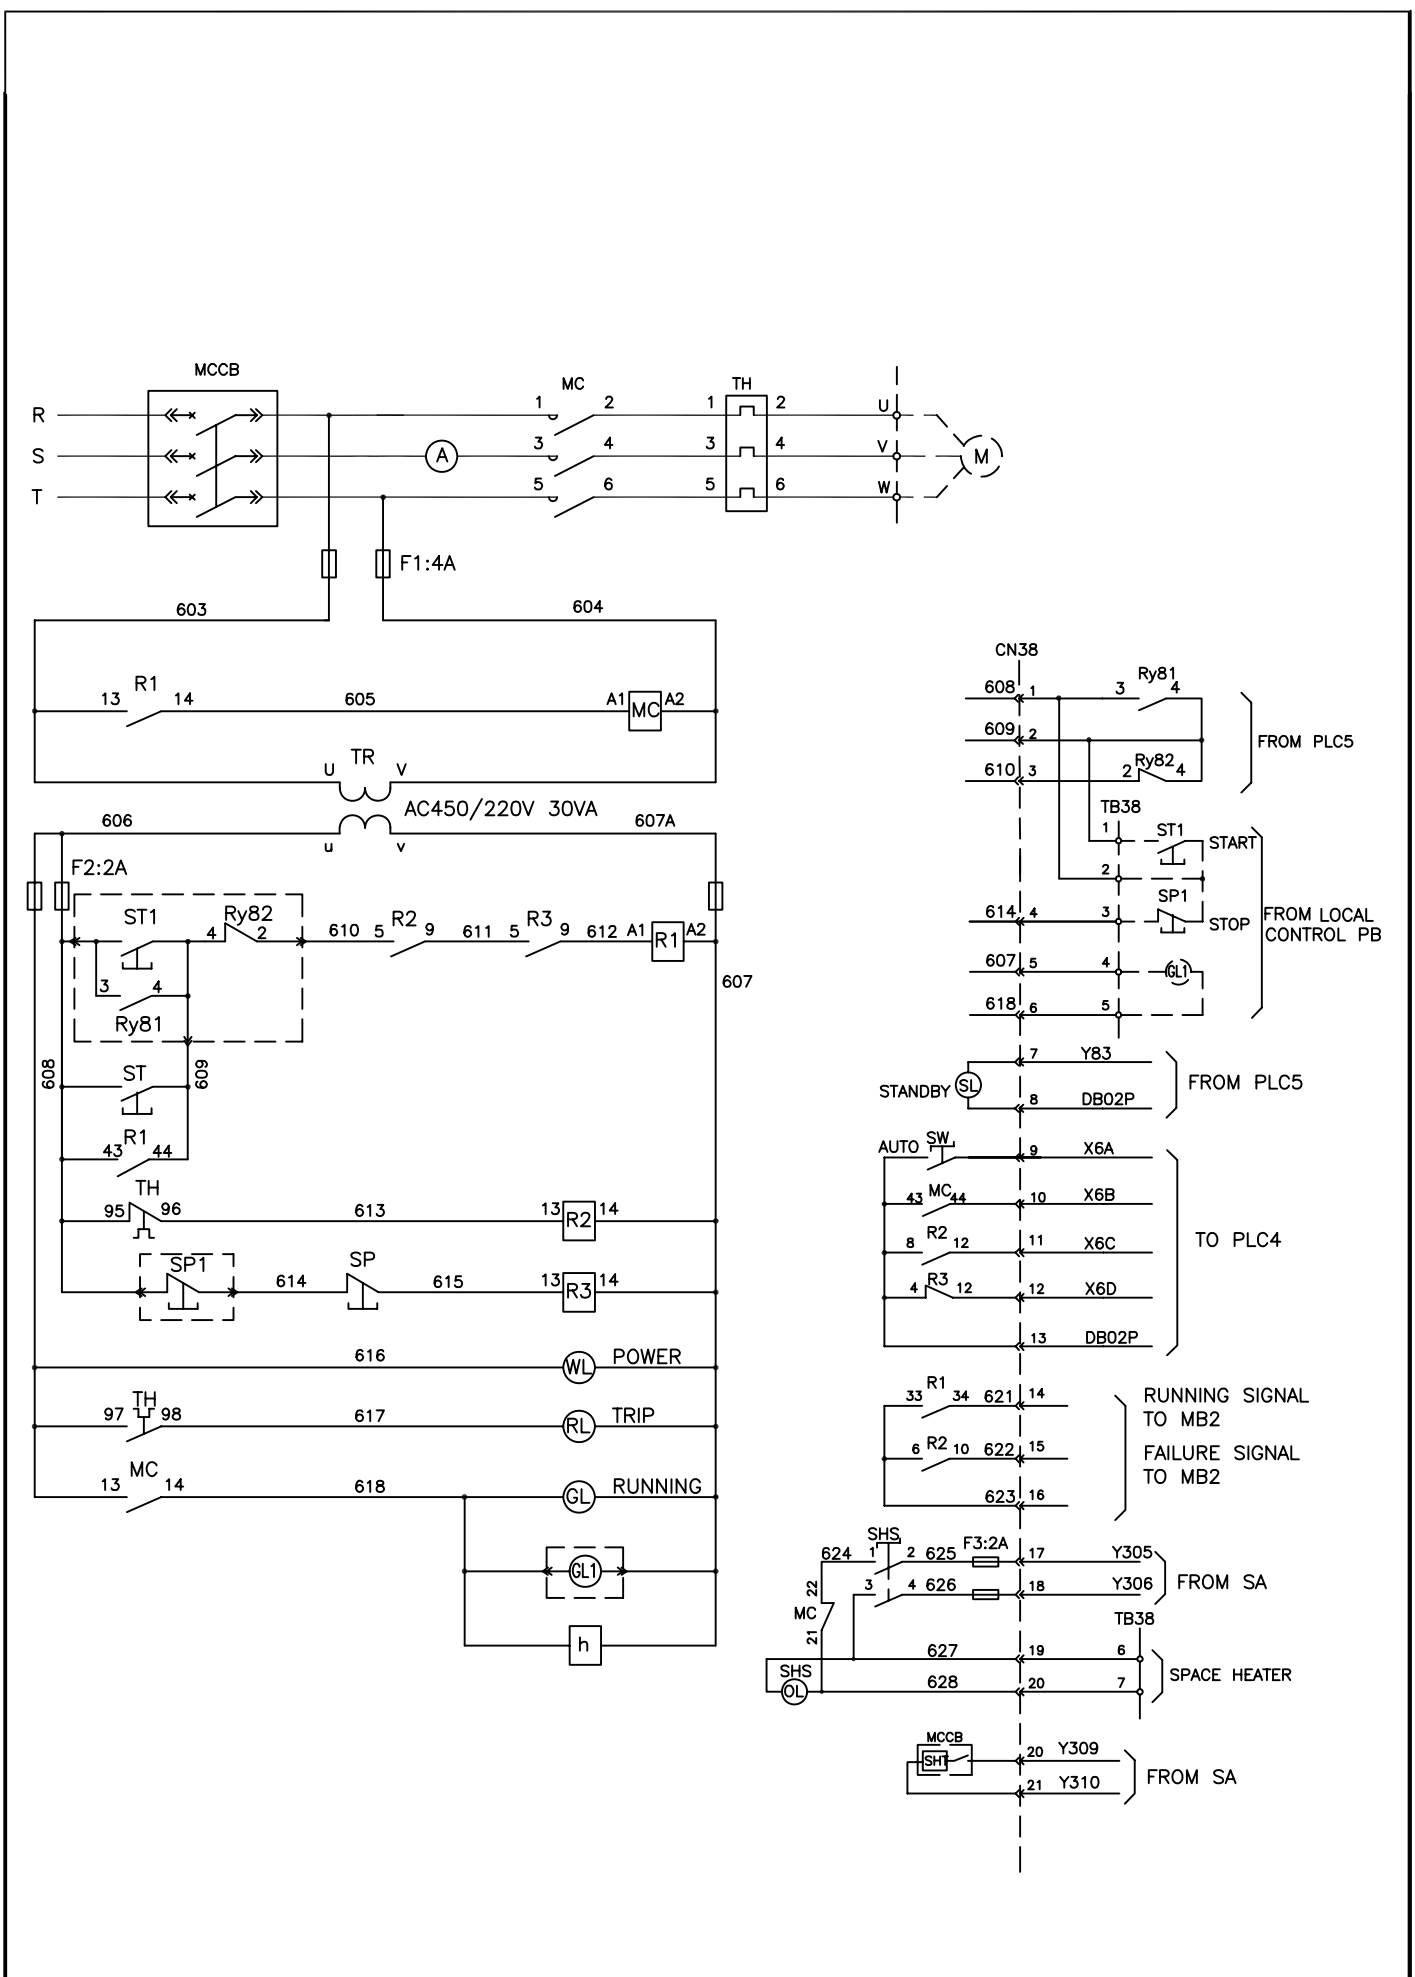 MCCB
MC
TH
R
1 2 1 2 U
S
A
3 4 3 4 V
M
T
5 6 5 6 W
F1:4A
603 604
R1
13 14 605 A1 MC A2
TR
U V
AC450/220V 30VA
606 607A
u v
F2:2A
ST1 Ry82
4 2 610 5 R2 9 611 5 R3 9 612 A1 R1 A2
607
3 4
Ry81
608 ST 609
R1
43 44
TH
95 96 613 13 R2 14
SP1 614 SP 615 13 R3 14
616 WL POWER
TH
97 98 617 RL TRIP
MC
13 14 618 GL RUNNING
GL1
h
CN38
608 1 3 Ry81 4
609 2
FROM PLC5
610 3 2 Ry82 4
TB38
1 ST1 START
2
614 4 3 SP1 STOP
FROM LOCAL
CONTROL PB
607 5 4 GL1
618 6 5
7 Y83
STANDBY SL
FROM PLC5
8 DB02P
AUTO SW 9 X6A
43 MC 44 10 X6B
TO PLC4
8 R2 12 11 X6C
4 R3 12 12 X6D
13 DB02P
33 R1 34 621 14
RUNNING SIGNAL
TO MB2
6 R2 10 622 15
FAILURE SIGNAL
TO MB2
623 16
SHS
624 1 2 625 F3:2A 17 Y305
22
3 4 626 18 Y306
FROM SA
MC
21
TB38
627 19 6
SHS
OL
628 20 7
SPACE HEATER
MCCB
SHT
20 Y309
21 Y310
FROM SA